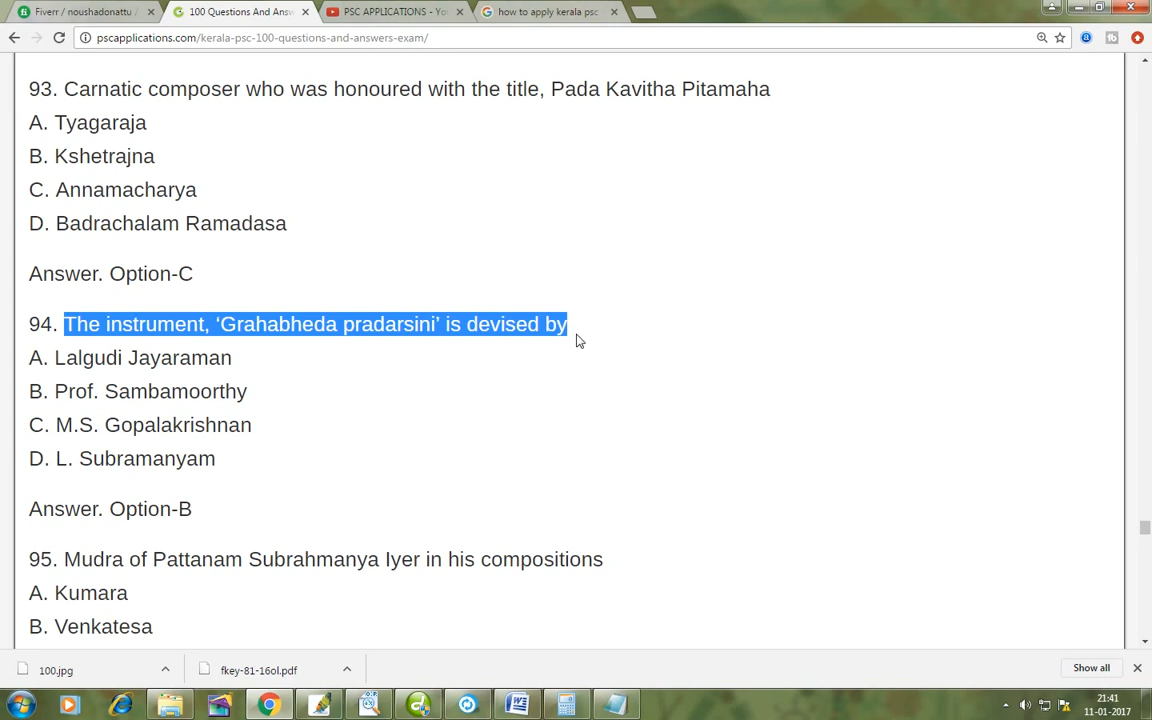 Fiverr / noushadonattu /
100 Questions And Answ
PSC APPLICATIONS - You
how to apply kerala psc
pscapplications.com/kerala-psc-100-questions-and-answers-exam/
93. Carnatic composer who was honoured with the title, Pada Kavitha Pitamaha
A. Tyagaraja
B. Kshetrajna
C. Annamacharya
D. Badrachalam Ramadasa
Answer. Option-C
94. The instrument, ‘Grahabheda pradarsini’ is devised by
A. Lalgudi Jayaraman
B. Prof. Sambamoorthy
C. M.S. Gopalakrishnan
D. L. Subramanyam
Answer. Option-B
95. Mudra of Pattanam Subrahmanya Iyer in his compositions
A. Kumara
B. Venkatesa
100.jpg
fkey-81-16ol.pdf
Show all
21:41
11-01-2017